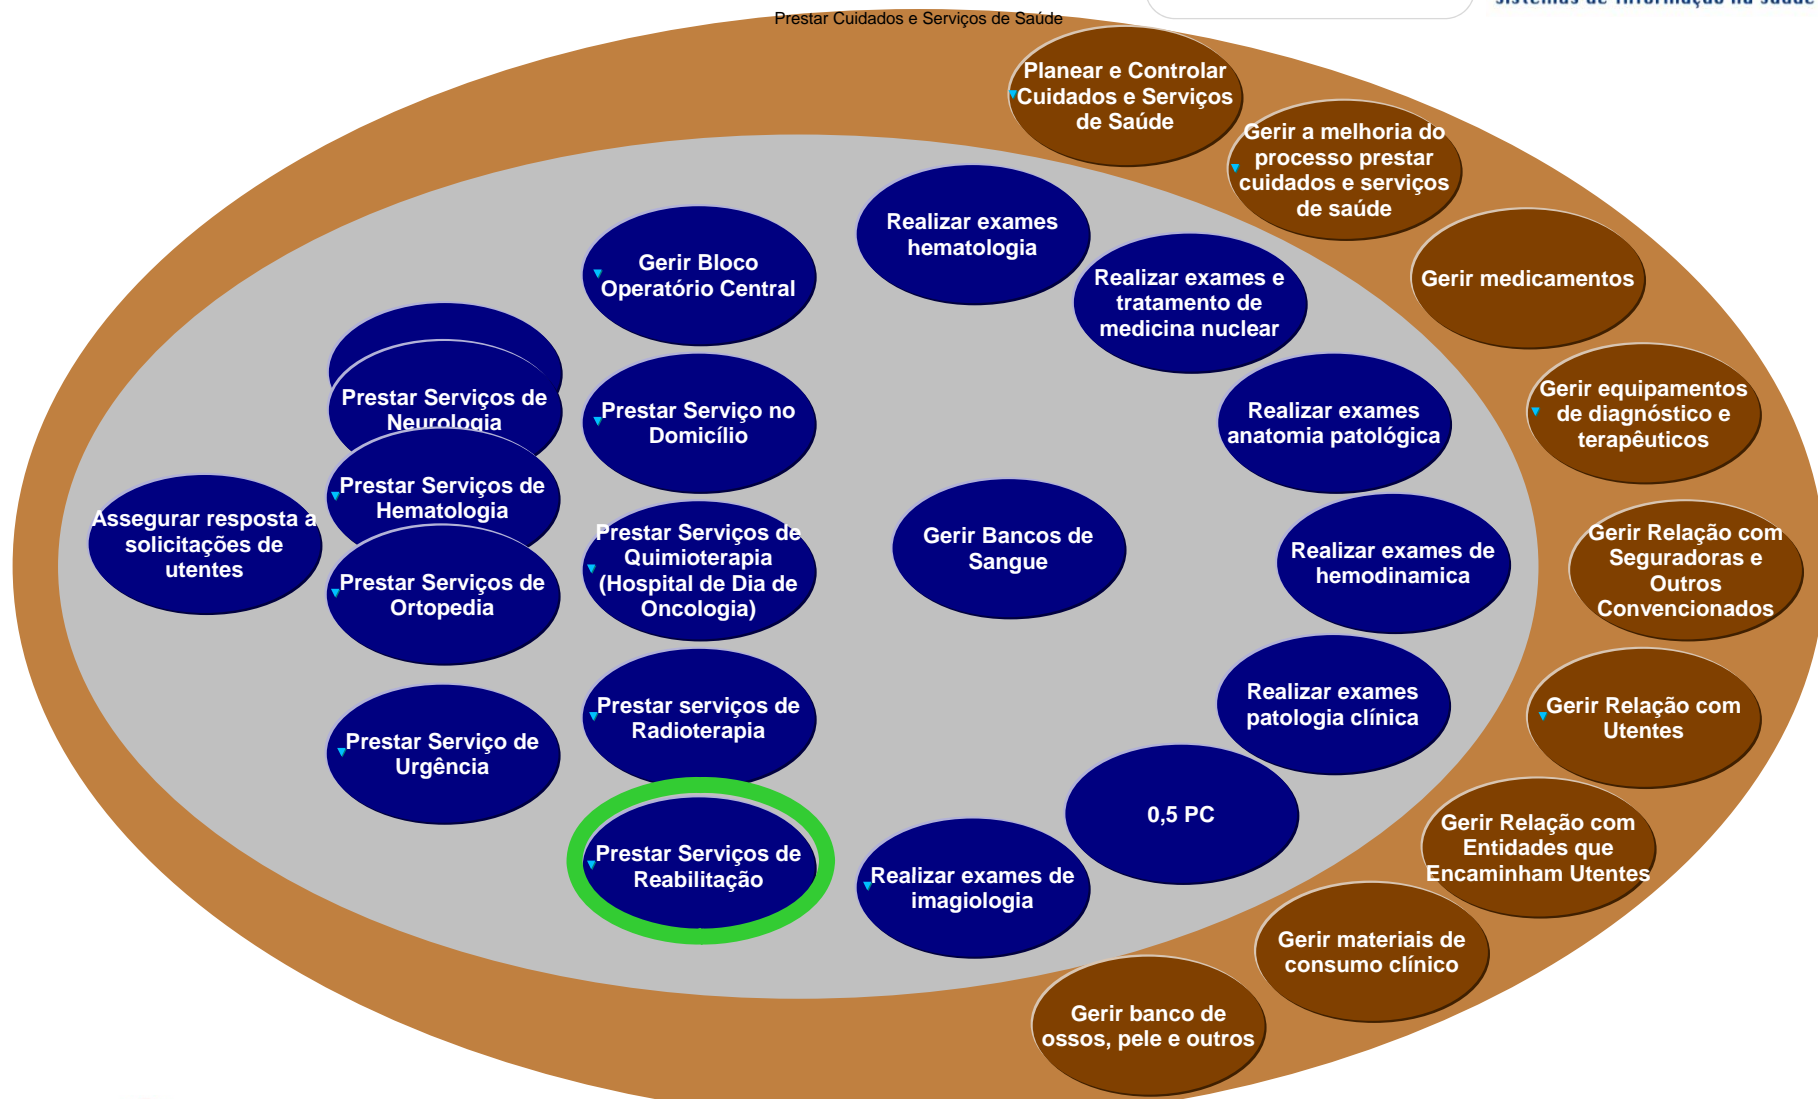 Prestar Cuidados e Serviços de Saúde
sistemas de informação na saúde
Planear e Controlar
Cuidados e Serviços
de Saúde
Gerir a melhoria do
processo prestar
cuidados e serviços
de saúde
Realizar exames
hematologia
Gerir Bloco
Operatório Central
Realizar exames e
tratamento de
medicina nuclear
Gerir medicamentos
Prestar Serviços de
Neurologia
Prestar Serviço no
Domicílio
Realizar exames
anatomia patológica
Gerir equipamentos
de diagnóstico e
terapêuticos
Prestar Serviços de
Hematologia
Assegurar resposta a
solicitações de
utentes
Prestar Serviços de
Quimioterapia
(Hospital de Dia de
Oncologia)
Gerir Bancos de
Sangue
Realizar exames de
hemodinamica
Gerir Relação com
Seguradoras e
Outros
Convencionados
Prestar Serviços de
Ortopedia
Prestar serviços de
Radioterapia
Realizar exames
patologia clínica
Gerir Relação com
Utentes
Prestar Serviço de
Urgência
0,5 PC
Gerir Relação com
Entidades que
Encaminham Utentes
Prestar Serviços de
Reabilitação
Realizar exames de
imagiologia
Gerir materiais de
consumo clínico
Gerir banco de
ossos, pele e outros